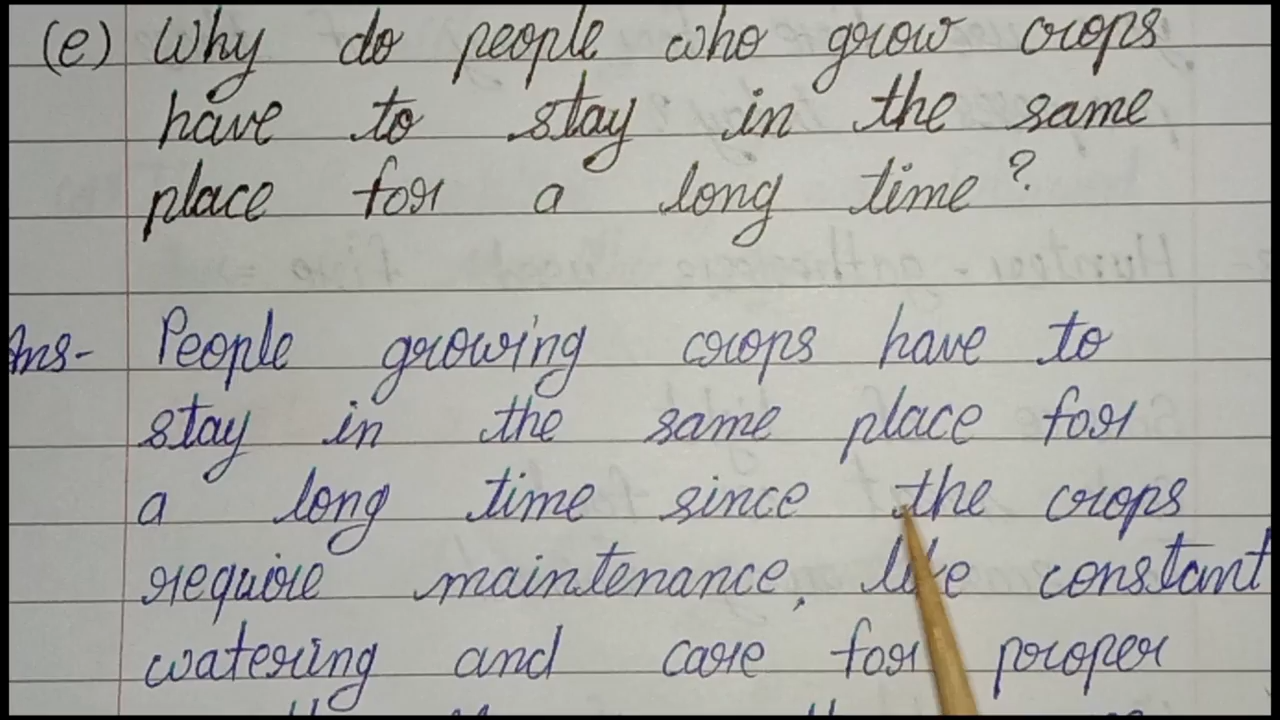 (e) Why do people who grow crops
have to stay in the same
place for a long time?
Ans- People growing crops have to
stay in the same place for
a long time since the crops
require maintenance, like constant
watering and care for proper